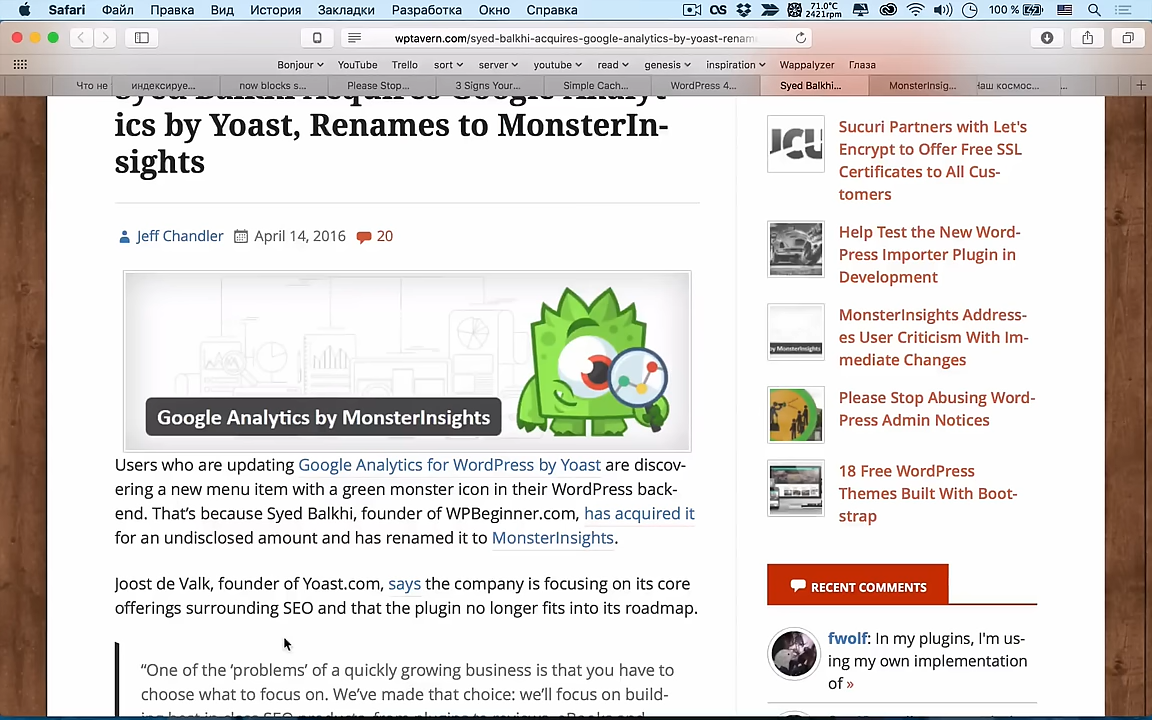 Safari Файл Правка Вид История Закладки Разработка Окно Справка
71.0°C
2421rpm
100 %
wptavern.com/syed-balkhi-acquires-google-analytics-by-yoast-renam
Bonjour YouTube Trello sort server youtube read genesis inspiration Wappalyzer Глаза
Что не индексируе... now blocks s... Please Stop... 3 Signs Your... Simple Cach... WordPress 4... Syed Balkhi... MonsterInsig... Наш космос...
Syed Balkhi Acquires Google Analyt-
ics by Yoast, Renames to MonsterIn-
sights
Jeff Chandler April 14, 2016 20
Google Analytics by MonsterInsights
Users who are updating Google Analytics for WordPress by Yoast are discov-
ering a new menu item with a green monster icon in their WordPress back-
end. That’s because Syed Balkhi, founder of WPBeginner.com, has acquired it
for an undisclosed amount and has renamed it to MonsterInsights.
Joost de Valk, founder of Yoast.com, says the company is focusing on its core
offerings surrounding SEO and that the plugin no longer fits into its roadmap.
“One of the ‘problems’ of a quickly growing business is that you have to
choose what to focus on. We’ve made that choice: we’ll focus on build-
Sucuri Partners with Let's
Encrypt to Offer Free SSL
Certificates to All Cus-
tomers
Help Test the New Word-
Press Importer Plugin in
Development
MonsterInsights Address-
es User Criticism With Im-
mediate Changes
Please Stop Abusing Word-
Press Admin Notices
18 Free WordPress
Themes Built With Boot-
strap
RECENT COMMENTS
fwolf: In my plugins, I'm us-
ing my own implementation
of »